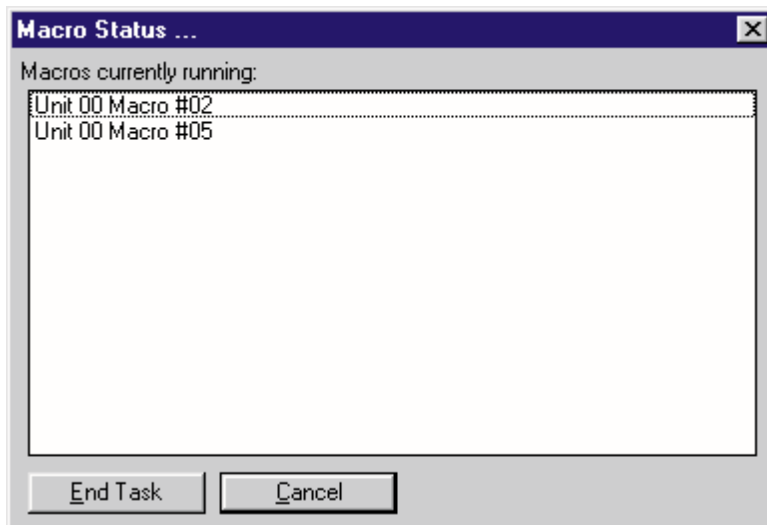 Macro Status ...
Macros currently running:
Unit 00 Macro #02
Unit 00 Macro #05
End Task
Cancel